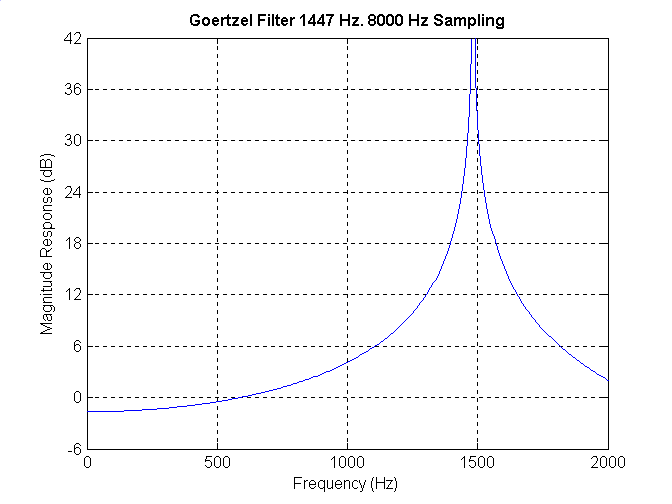 Goertzel Filter 1447 Hz. 8000 Hz Sampling
42
36
30
24
18
12
6
0
-6
Magnitude Response (dB)
0 500 1000 1500 2000
Frequency (Hz)